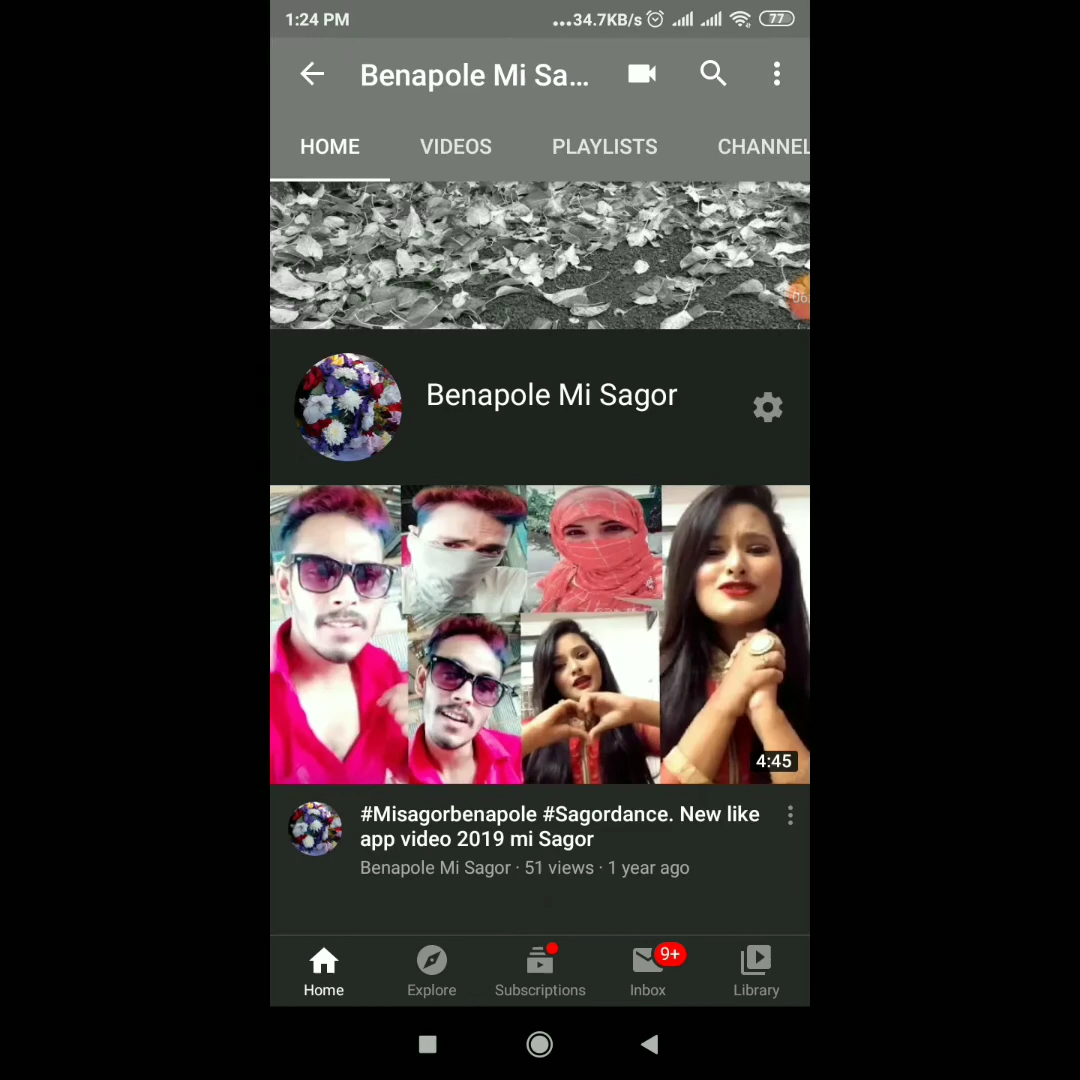 1:24 PM ...34.7KB/s 77
Benapole Mi Sa...
HOME VIDEOS PLAYLISTS CHANNEL
06
Benapole Mi Sagor
4:45
#Misagorbenapole #Sagordance. New like
app video 2019 mi Sagor
Benapole Mi Sagor · 51 views · 1 year ago
9+
Home Explore Subscriptions Inbox Library